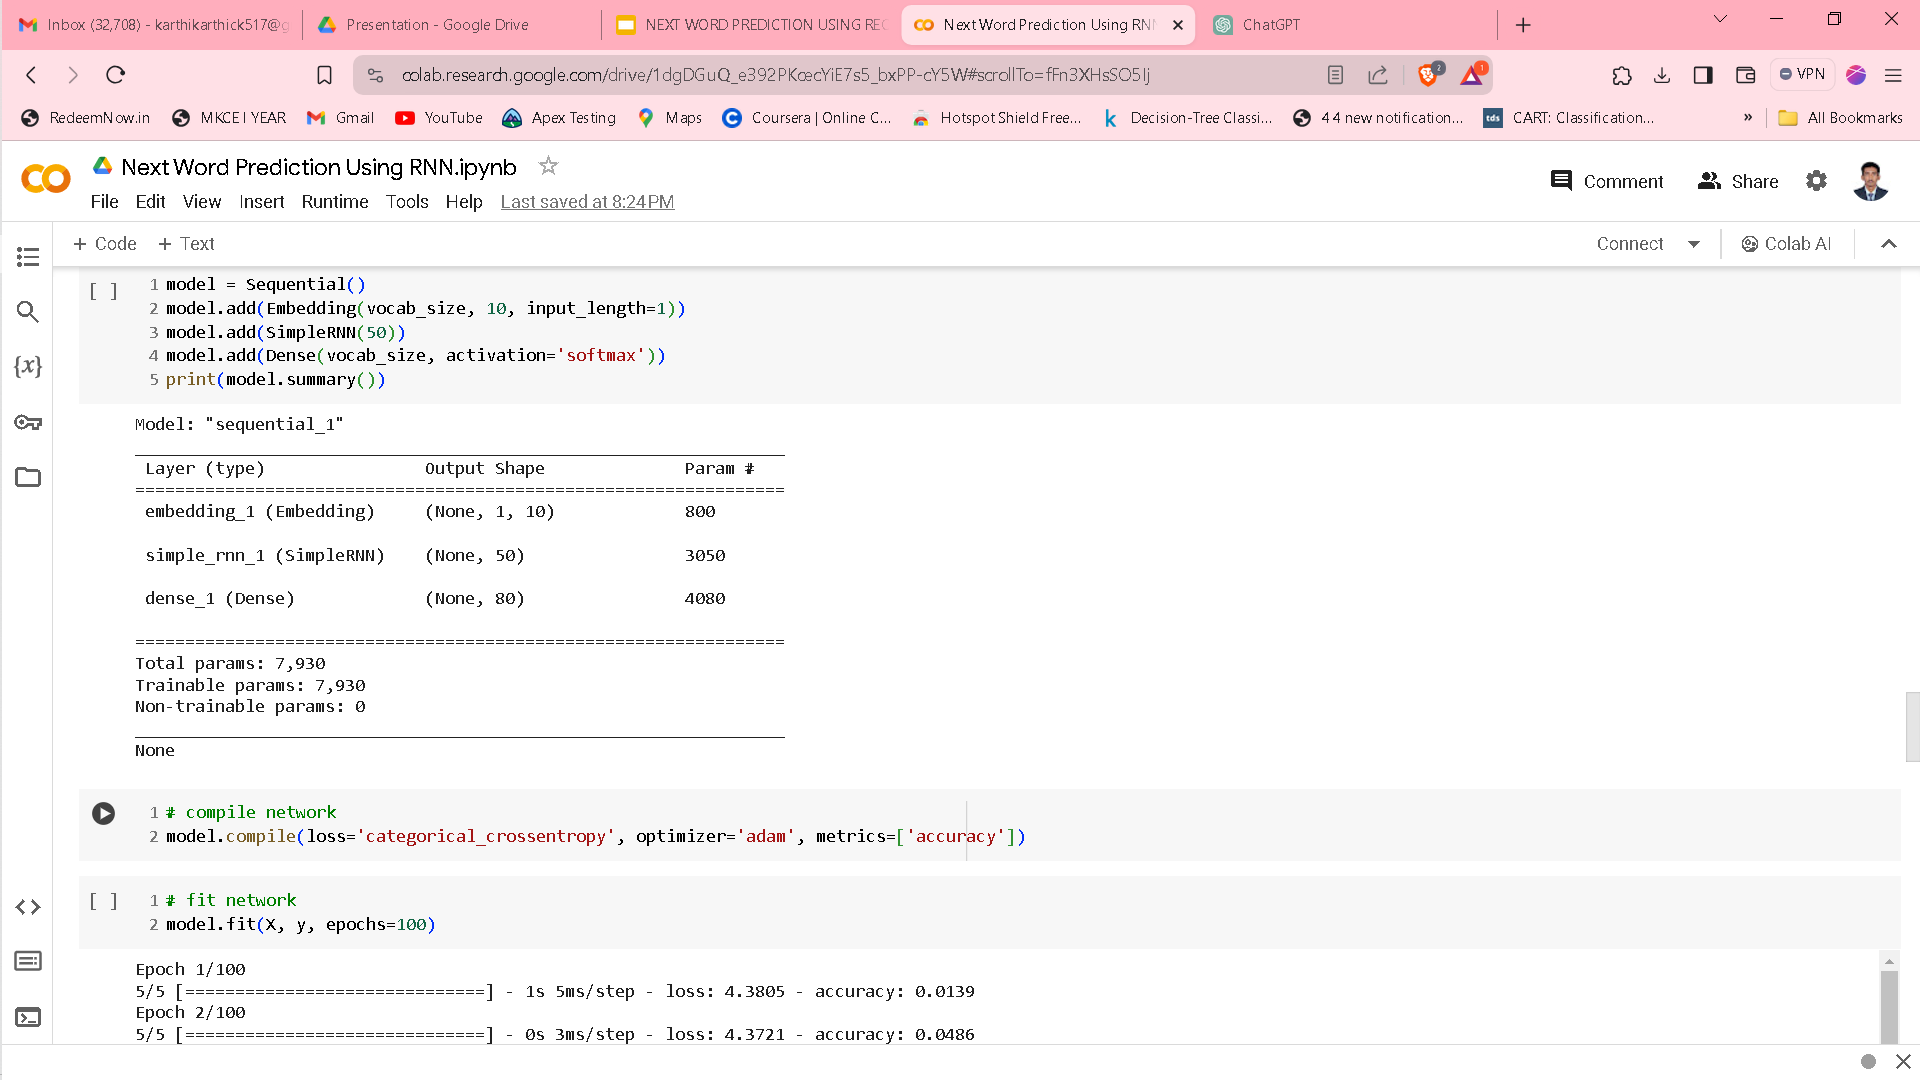 Inbox (32,708) - karthikarthick517@g
Presentation - Google Drive
NEXT WORD PREDICTION USING REC
Next Word Prediction Using RNN
ChatGPT
colab.research.google.com/drive/1dgDGuQ_e392PKcecYiE7s5_bxPP-cY5W#scrollTo=fFn3XHsSO5Ij
2
1
VPN
RedeemNow.in
MKCE I YEAR
Gmail
YouTube
Apex Testing
Maps
Coursera | Online C...
Hotspot Shield Free...
Decision-Tree Classi...
4 4 new notification...
tds CART: Classification...
»
All Bookmarks
Next Word Prediction Using RNN.ipynb
Comment
Share
File Edit View Insert Runtime Tools Help Last saved at 8:24 PM
+ Code + Text
Connect
Colab AI
[ ]
1 model = Sequential()
2 model.add(Embedding(vocab_size, 10, input_length=1))
3 model.add(SimpleRNN(50))
4 model.add(Dense(vocab_size, activation='softmax'))
5 print(model.summary())
Model: "sequential_1"
_________________________________________________________________
Layer (type) Output Shape Param #
=================================================================
embedding_1 (Embedding) (None, 1, 10) 800
simple_rnn_1 (SimpleRNN) (None, 50) 3050
dense_1 (Dense) (None, 80) 4080
=================================================================
Total params: 7,930
Trainable params: 7,930
Non-trainable params: 0
_________________________________________________________________
None
1 # compile network
2 model.compile(loss='categorical_crossentropy', optimizer='adam', metrics=['accuracy'])
[ ]
1 # fit network
2 model.fit(X, y, epochs=100)
Epoch 1/100
5/5 [==============================] - 1s 5ms/step - loss: 4.3805 - accuracy: 0.0139
Epoch 2/100
5/5 [==============================] - 0s 3ms/step - loss: 4.3721 - accuracy: 0.0486